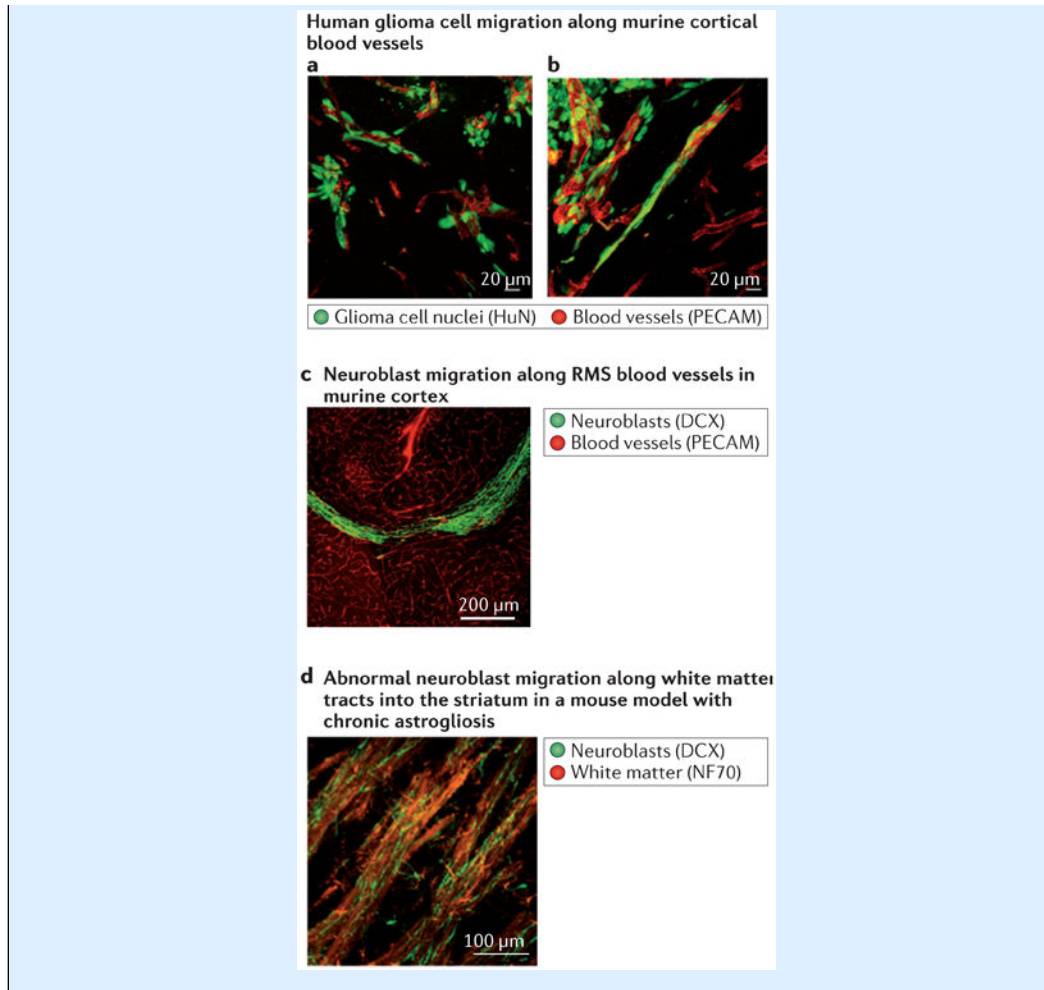 Human glioma cell migration along murine cortical
blood vessels
a
b
20 µm
20 µm
Glioma cell nuclei (HuN)
Blood vessels (PECAM)
c Neuroblast migration along RMS blood vessels in
murine cortex
Neuroblasts (DCX)
Blood vessels (PECAM)
200 µm
d Abnormal neuroblast migration along white matter
tracts into the striatum in a mouse model with
chronic astrogliosis
Neuroblasts (DCX)
White matter (NF70)
100 µm